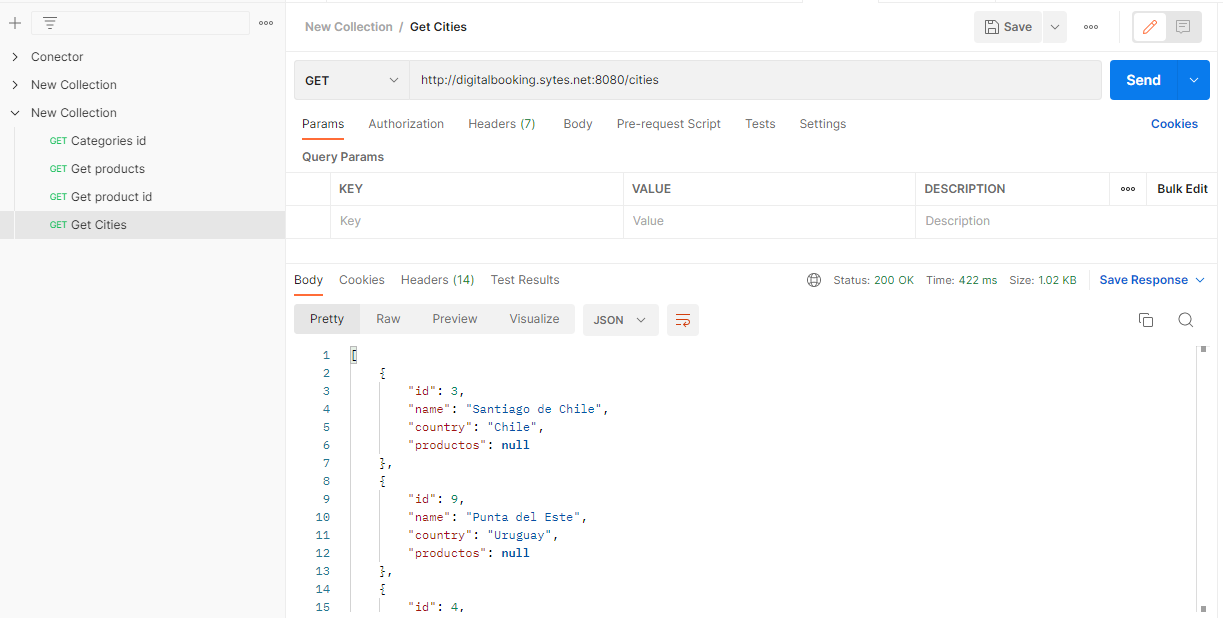 New Collection / Get Cities
Save
Conector
New Collection
New Collection
GET Categories id
GET Get products
GET Get product id
GET Get Cities
GET
http://digitalbooking.sytes.net:8080/cities
Send
Params Authorization Headers (7) Body Pre-request Script Tests Settings Cookies
Query Params
KEY VALUE DESCRIPTION Bulk Edit
Key Value Description
Body Cookies Headers (14) Test Results Status: 200 OK Time: 422 ms Size: 1.02 KB Save Response
Pretty Raw Preview Visualize JSON
1 [
2 {
3 "id": 3,
4 "name": "Santiago de Chile",
5 "country": "Chile",
6 "productos": null
7 },
8 {
9 "id": 9,
10 "name": "Punta del Este",
11 "country": "Uruguay",
12 "productos": null
13 },
14 {
15 "id": 4,